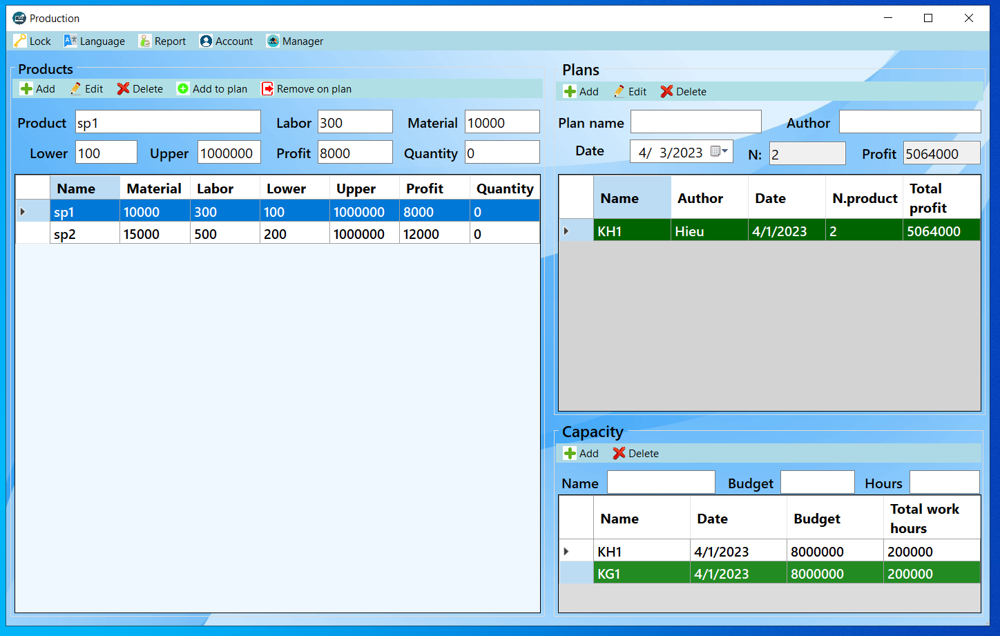 Production
Lock Language Report Account Manager
Products
Add Edit Delete Add to plan Remove on plan
Product sp1 Labor 300 Material 10000
Lower 100 Upper 1000000 Profit 8000 Quantity 0
Name Material Labor Lower Upper Profit Quantity
sp1 10000 300 100 1000000 8000 0
sp2 15000 500 200 1000000 12000 0
Plans
Add Edit Delete
Plan name Author
Date 4/ 3/2023 N: 2 Profit 5064000
Name Author Date N.product Total profit
KH1 Hieu 4/1/2023 2 5064000
Capacity
Add Delete
Name Budget Hours
Name Date Budget Total work hours
KH1 4/1/2023 8000000 200000
KG1 4/1/2023 8000000 200000